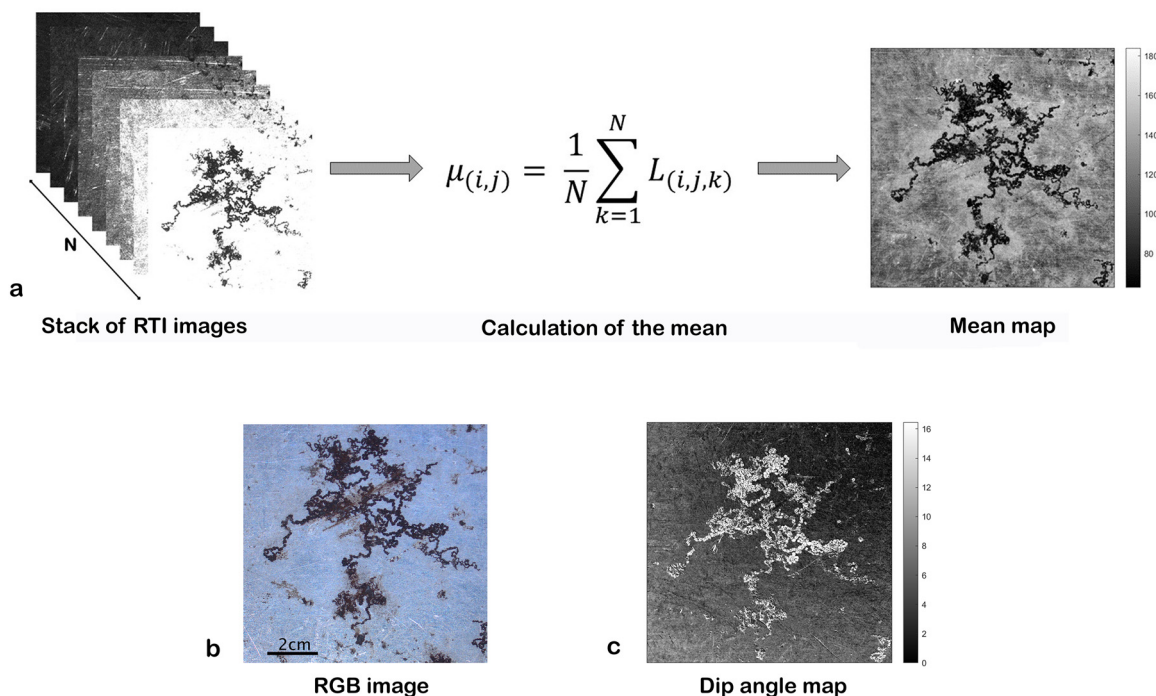 N
a
Stack of RTI images
μ(i,j) = 1/N ∑_{k=1}^{N} L(i,j,k)
Calculation of the mean
180
160
140
120
100
80
Mean map
b
2cm
RGB image
c
16
14
12
10
8
6
4
2
0
Dip angle map